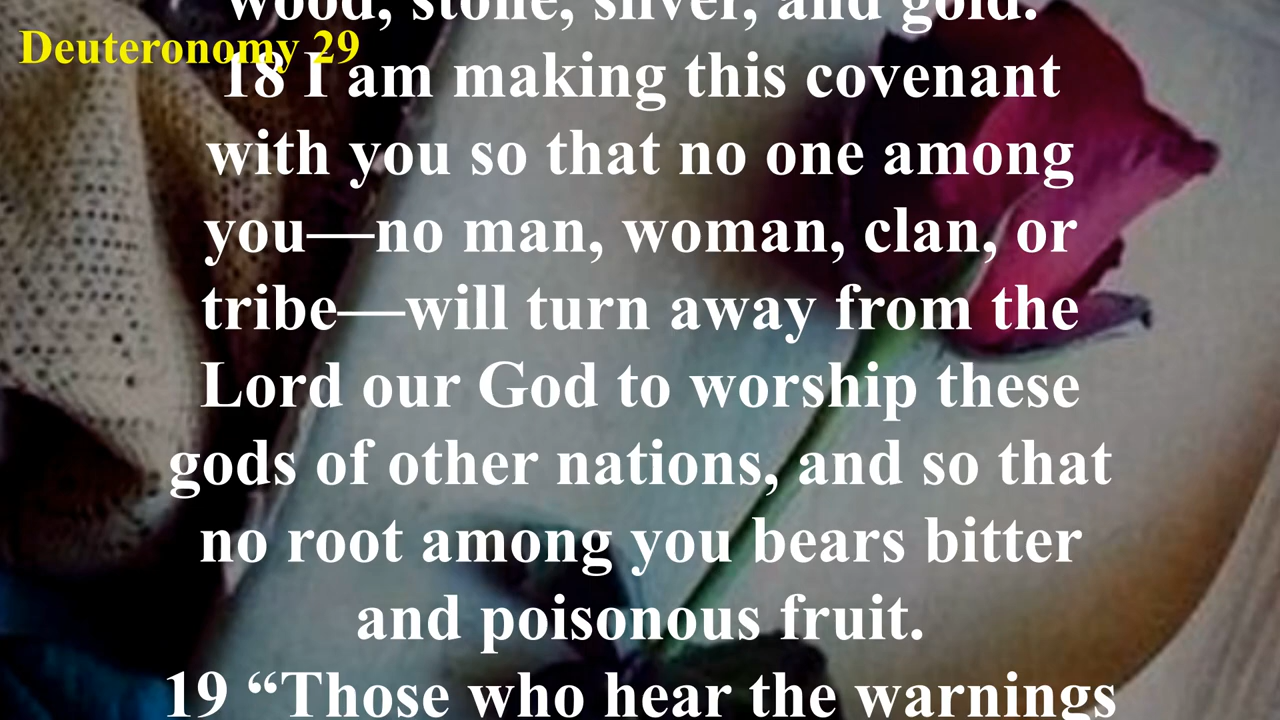 wood, stone, silver, and gold.
Deuteronomy 29
18 I am making this covenant
with you so that no one among
you—no man, woman, clan, or
tribe—will turn away from the
Lord our God to worship these
gods of other nations, and so that
no root among you bears bitter
and poisonous fruit.
19 “Those who hear the warnings